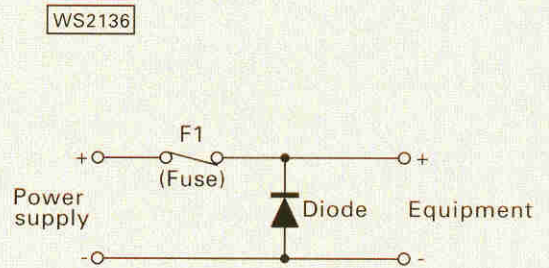 WS2136
F1
+ +
(Fuse)
Power
supply
Diode Equipment
- -